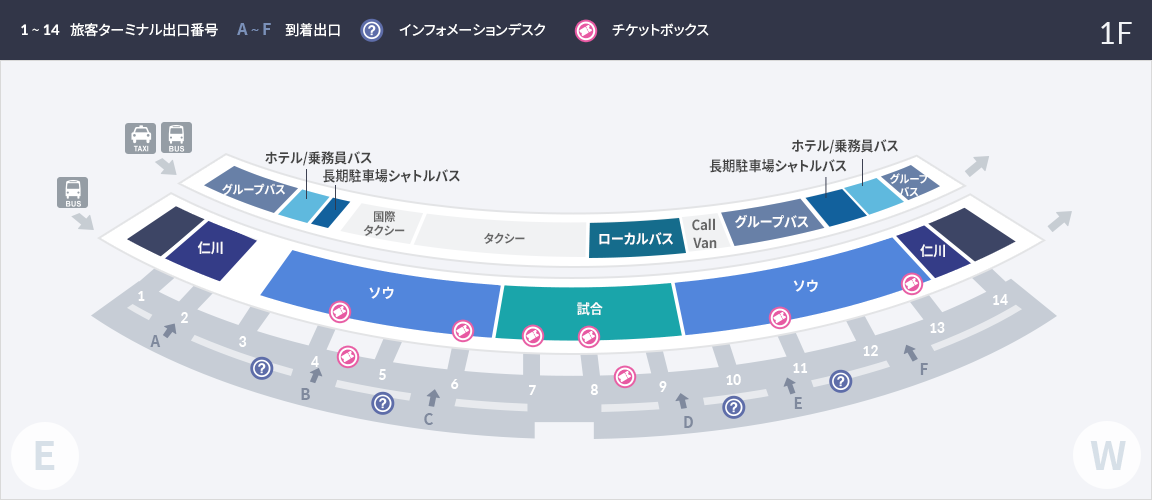 1 ~ 14 旅客ターミナル出口番号 A ~ F 到着出口 ? インフォメーションデスク チケットボックス 1F
TAXI BUS
BUS
ホテル/乗務員バス
長期駐車場シャトルバス
ホテル/乗務員バス
長期駐車場シャトルバス
グループバス
国際
タクシー
タクシー
ローカルバス
Call
Van
グループバス
グループ
バス
仁川
ソウ
試合
ソウ
仁川
1
2
3
4
5
6
7
8
9
10
11
12
13
14
A
B
C
D
E
F
?
?
?
?
E
W